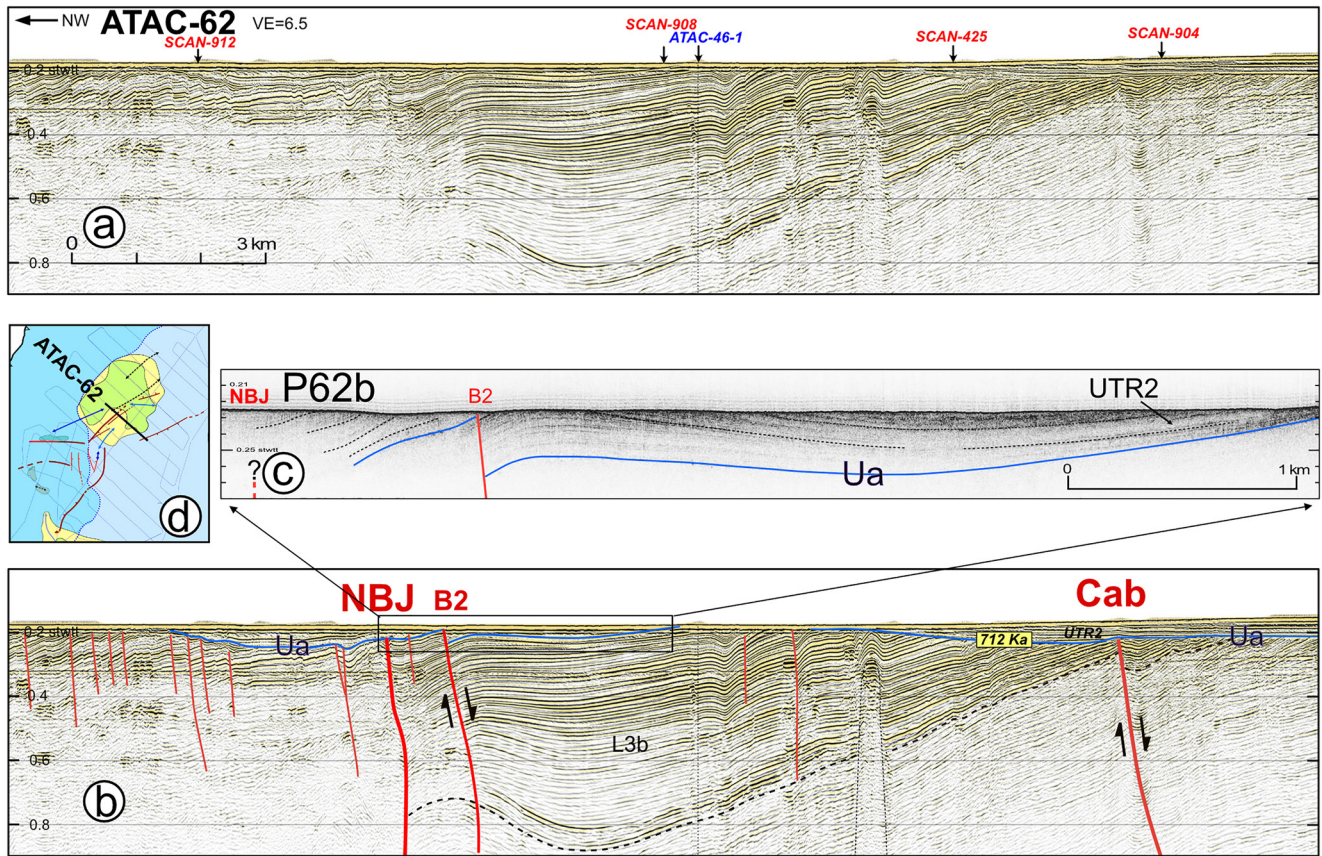 NW ATAC-62 VE=6.5
SCAN-912
SCAN-908
ATAC-46-1
SCAN-425
SCAN-904
0.2 stwtt
0.4
0.6
0.8
a
0 3 km
ATAC-62
d
0.21
NBJ P62b
B2
UTR2
0.25 stwtt
?
c
Ua
0 1 km
NBJ B2 Cab
0.2 stwtt
Ua
712 Ka
UTR2
Ua
0.4
L3b
0.6
b
0.8